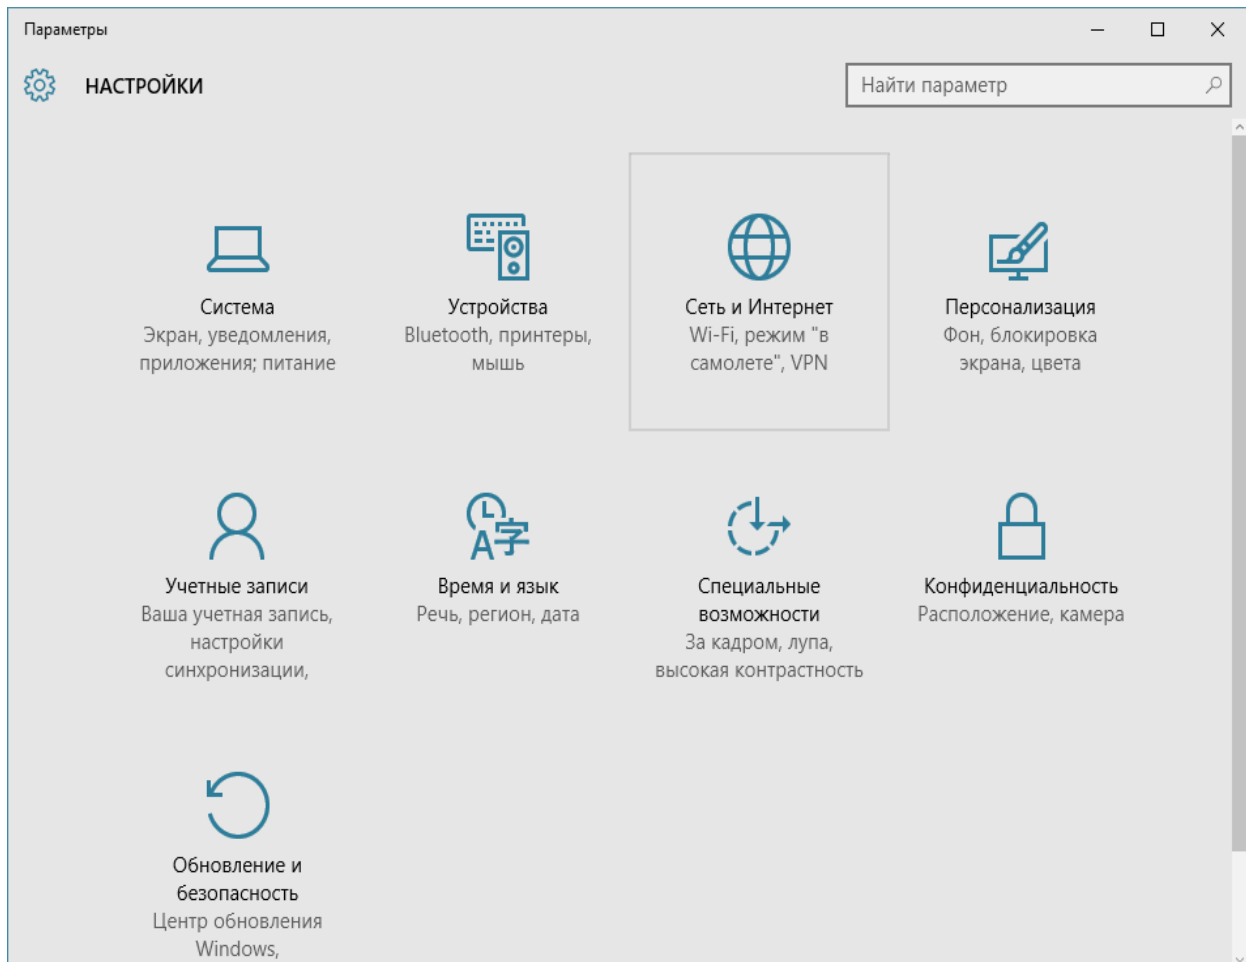 Параметры
НАСТРОЙКИ
Найти параметр
Система
Экран, уведомления,
приложения; питание
Устройства
Bluetooth, принтеры,
мышь
Сеть и Интернет
Wi-Fi, режим "в
самолете", VPN
Персонализация
Фон, блокировка
экрана, цвета
Учетные записи
Ваша учетная запись,
настройки
синхронизации,
Время и язык
Речь, регион, дата
Специальные
возможности
За кадром, лупа,
высокая контрастность
Конфиденциальность
Расположение, камера
Обновление и
безопасность
Центр обновления
Windows,